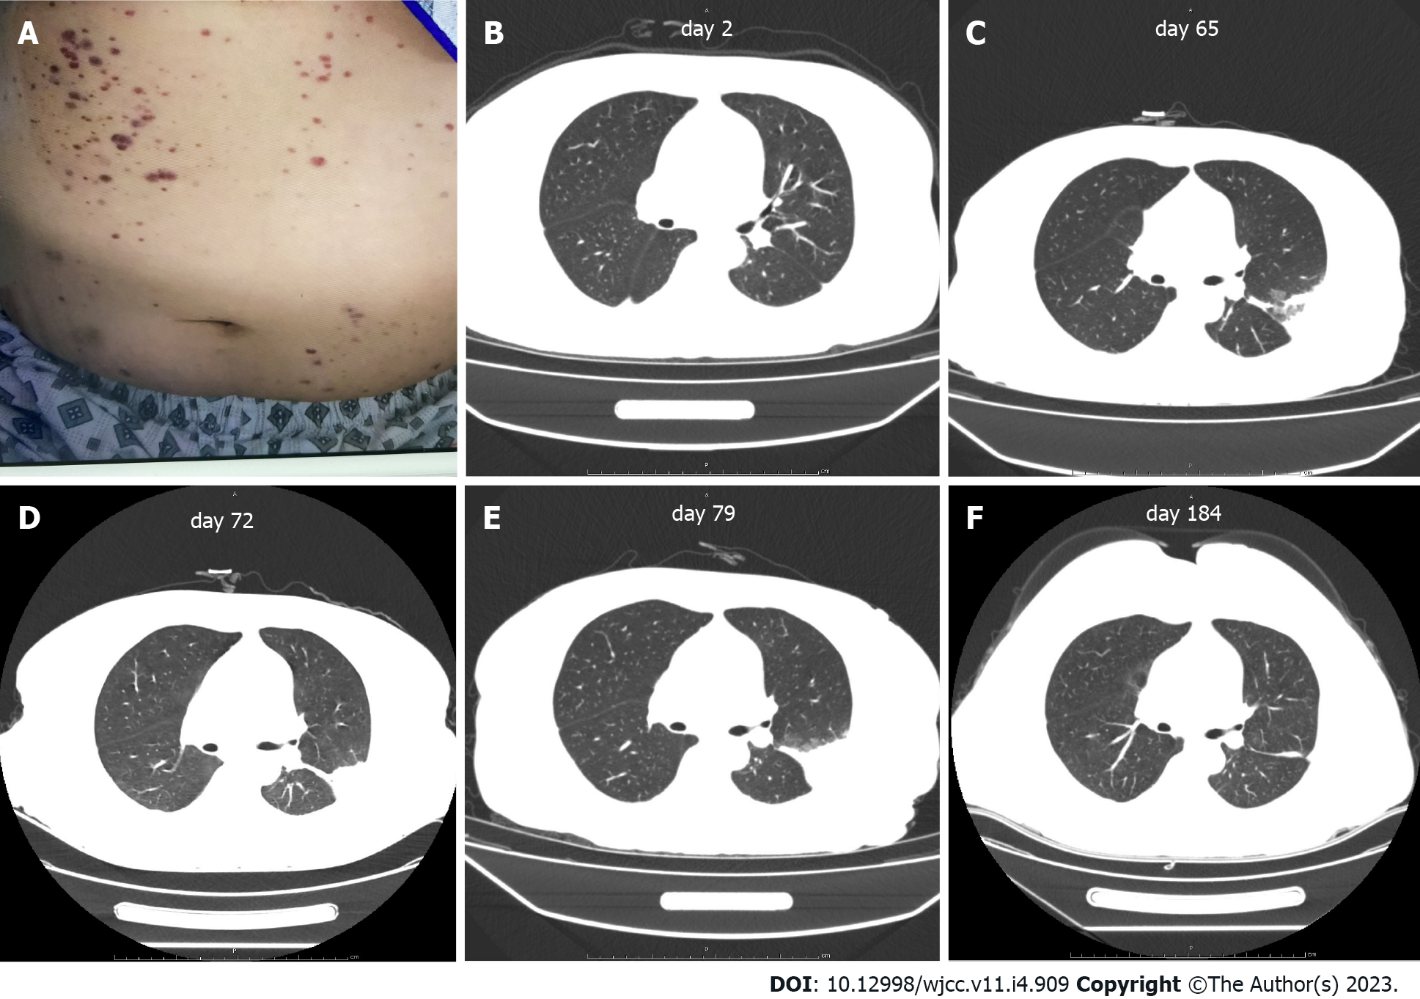 A
B
day 2
C
day 65
D
day 72
E
day 79
F
day 184
DOI: 10.12998/wjcc.v11.i4.909 Copyright ©The Author(s) 2023.